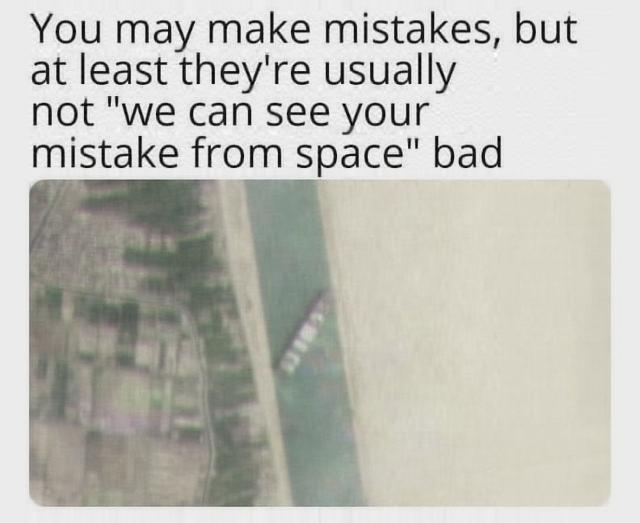 You may make mistakes, but
at least they're usually
not "we can see your
mistake from space" bad